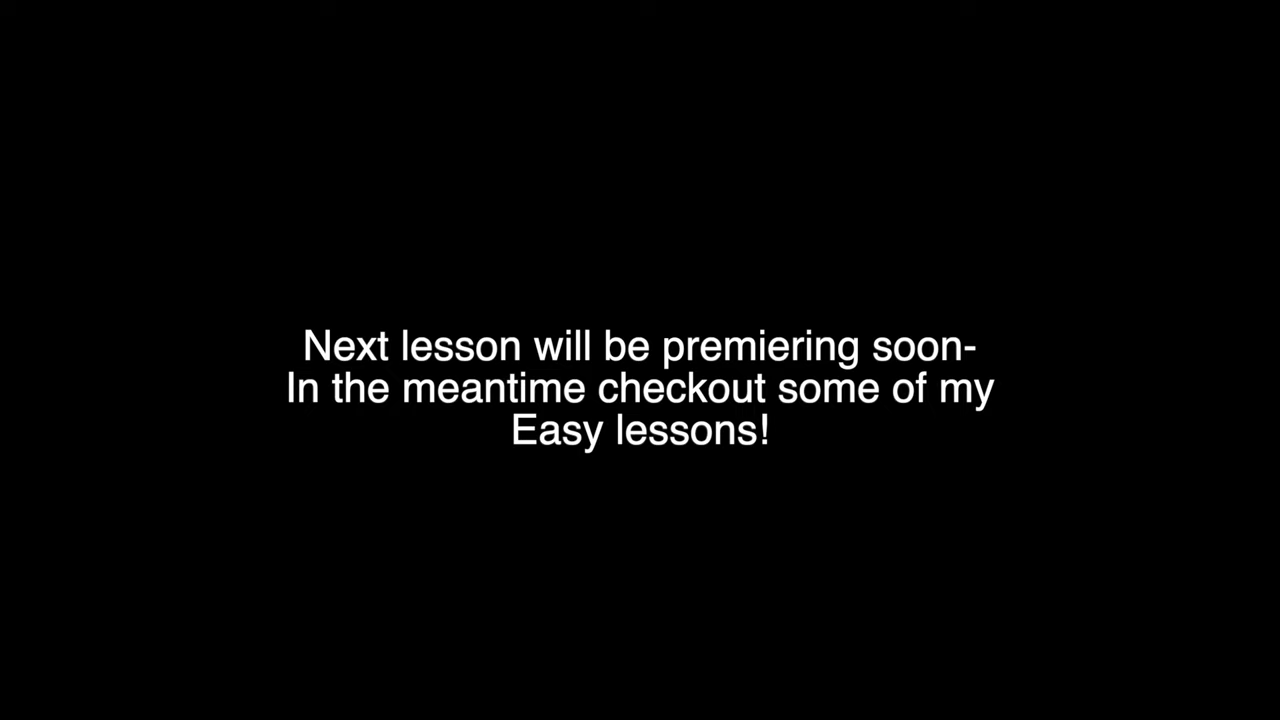 Next lesson will be premiering soon-
In the meantime checkout some of my
Easy lessons!